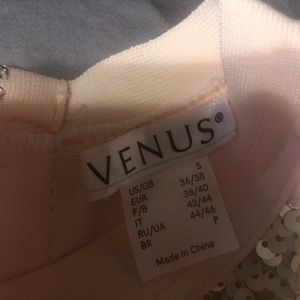 VENUS®
S
US/GB 36/38
EUR 38/40
F/B 42/44
IT 44/46
RU/UA P
BR
Made in China